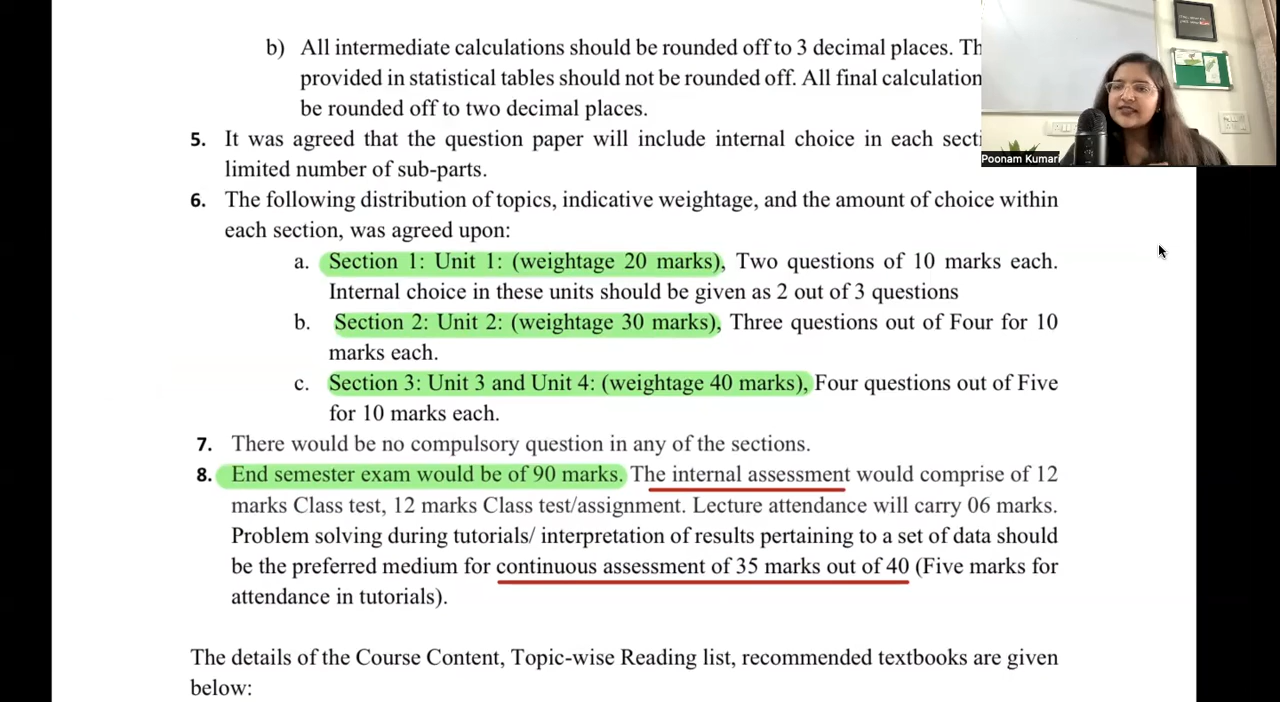 b) All intermediate calculations should be rounded off to 3 decimal places. Th
provided in statistical tables should not be rounded off. All final calculation
be rounded off to two decimal places.
5. It was agreed that the question paper will include internal choice in each secti
limited number of sub-parts.
6. The following distribution of topics, indicative weightage, and the amount of choice within
each section, was agreed upon:
a. Section 1: Unit 1: (weightage 20 marks), Two questions of 10 marks each.
Internal choice in these units should be given as 2 out of 3 questions
b. Section 2: Unit 2: (weightage 30 marks), Three questions out of Four for 10
marks each.
c. Section 3: Unit 3 and Unit 4: (weightage 40 marks), Four questions out of Five
for 10 marks each.
7. There would be no compulsory question in any of the sections.
8. End semester exam would be of 90 marks. The internal assessment would comprise of 12
marks Class test, 12 marks Class test/assignment. Lecture attendance will carry 06 marks.
Problem solving during tutorials/ interpretation of results pertaining to a set of data should
be the preferred medium for continuous assessment of 35 marks out of 40 (Five marks for
attendance in tutorials).
The details of the Course Content, Topic-wise Reading list, recommended textbooks are given
below:
Poonam Kumari